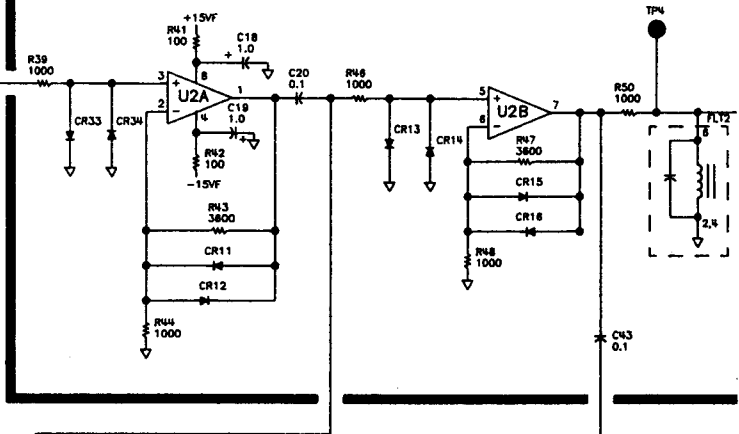 TP4
+15VF
R41
100
C18
+ 1.0
R39
1000
8
3
+
U2A
1
2
−
4
CR33
CR34
C19
1.0
+
R42
100
−15VF
C20
0.1
R46
1000
5
+
U2B
7
6
−
CR13
CR14
R47
3600
CR15
CR16
R48
1000
R50
1000
FLT2
6
2,4
R43
3600
CR11
CR12
R44
1000
C43
0.1